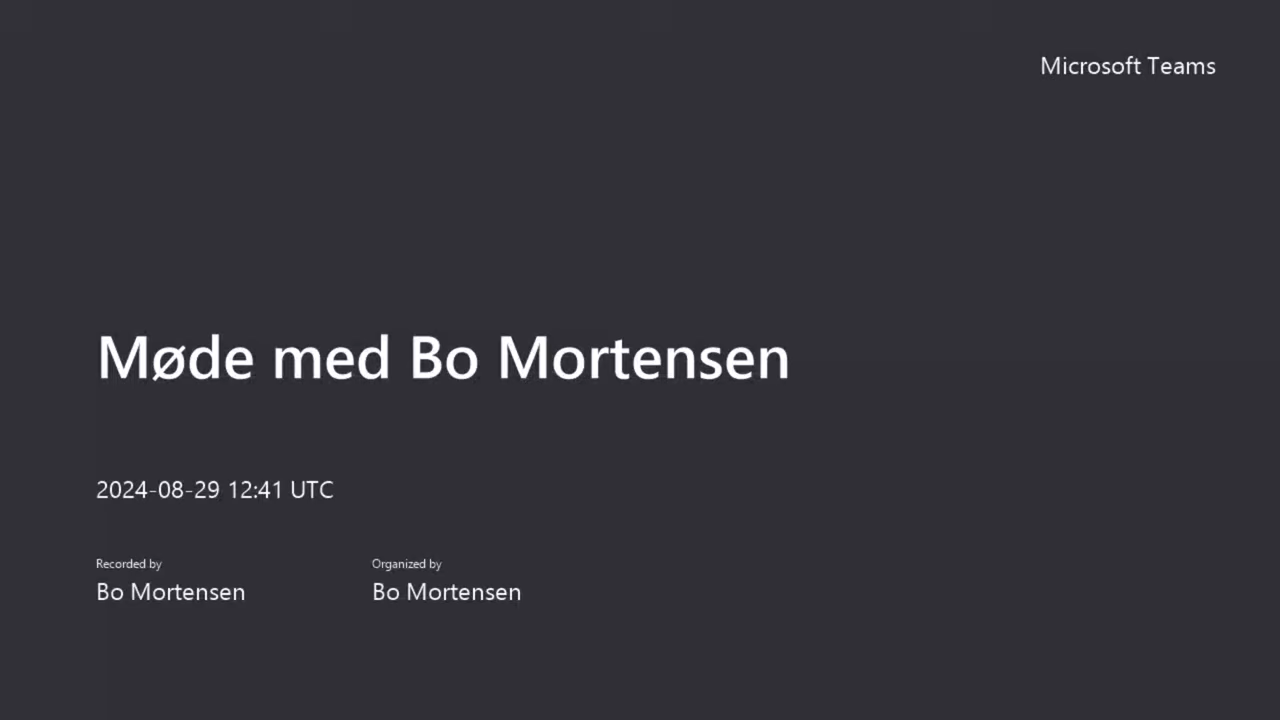 Microsoft Teams
Møde med Bo Mortensen
2024-08-29 12:41 UTC
Recorded by
Bo Mortensen
Organized by
Bo Mortensen